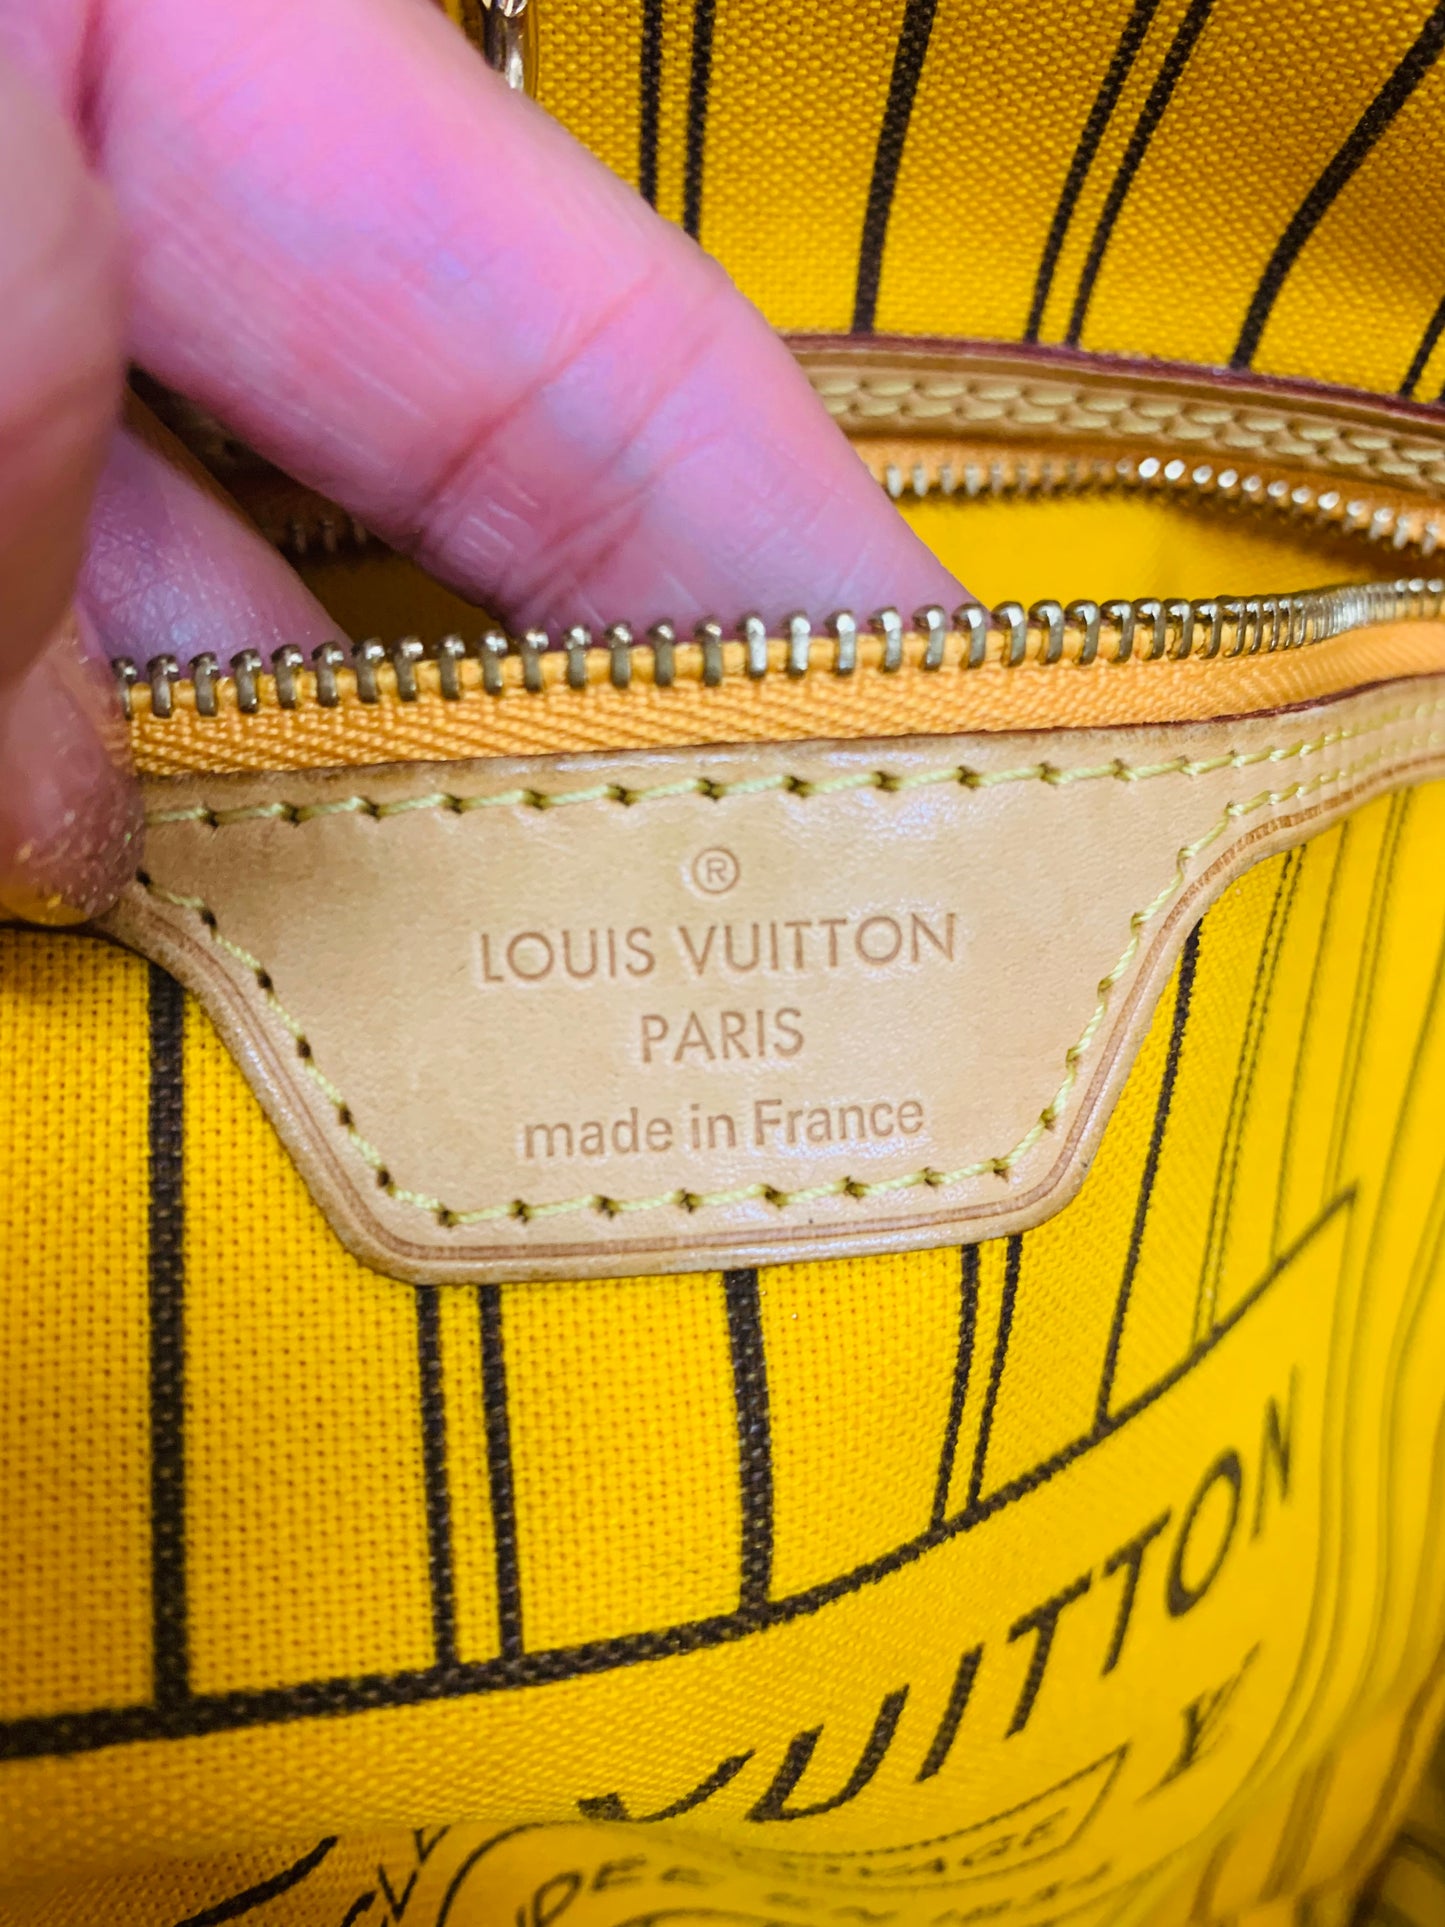 ®
LOUIS VUITTON
PARIS
made in France
VUITTON